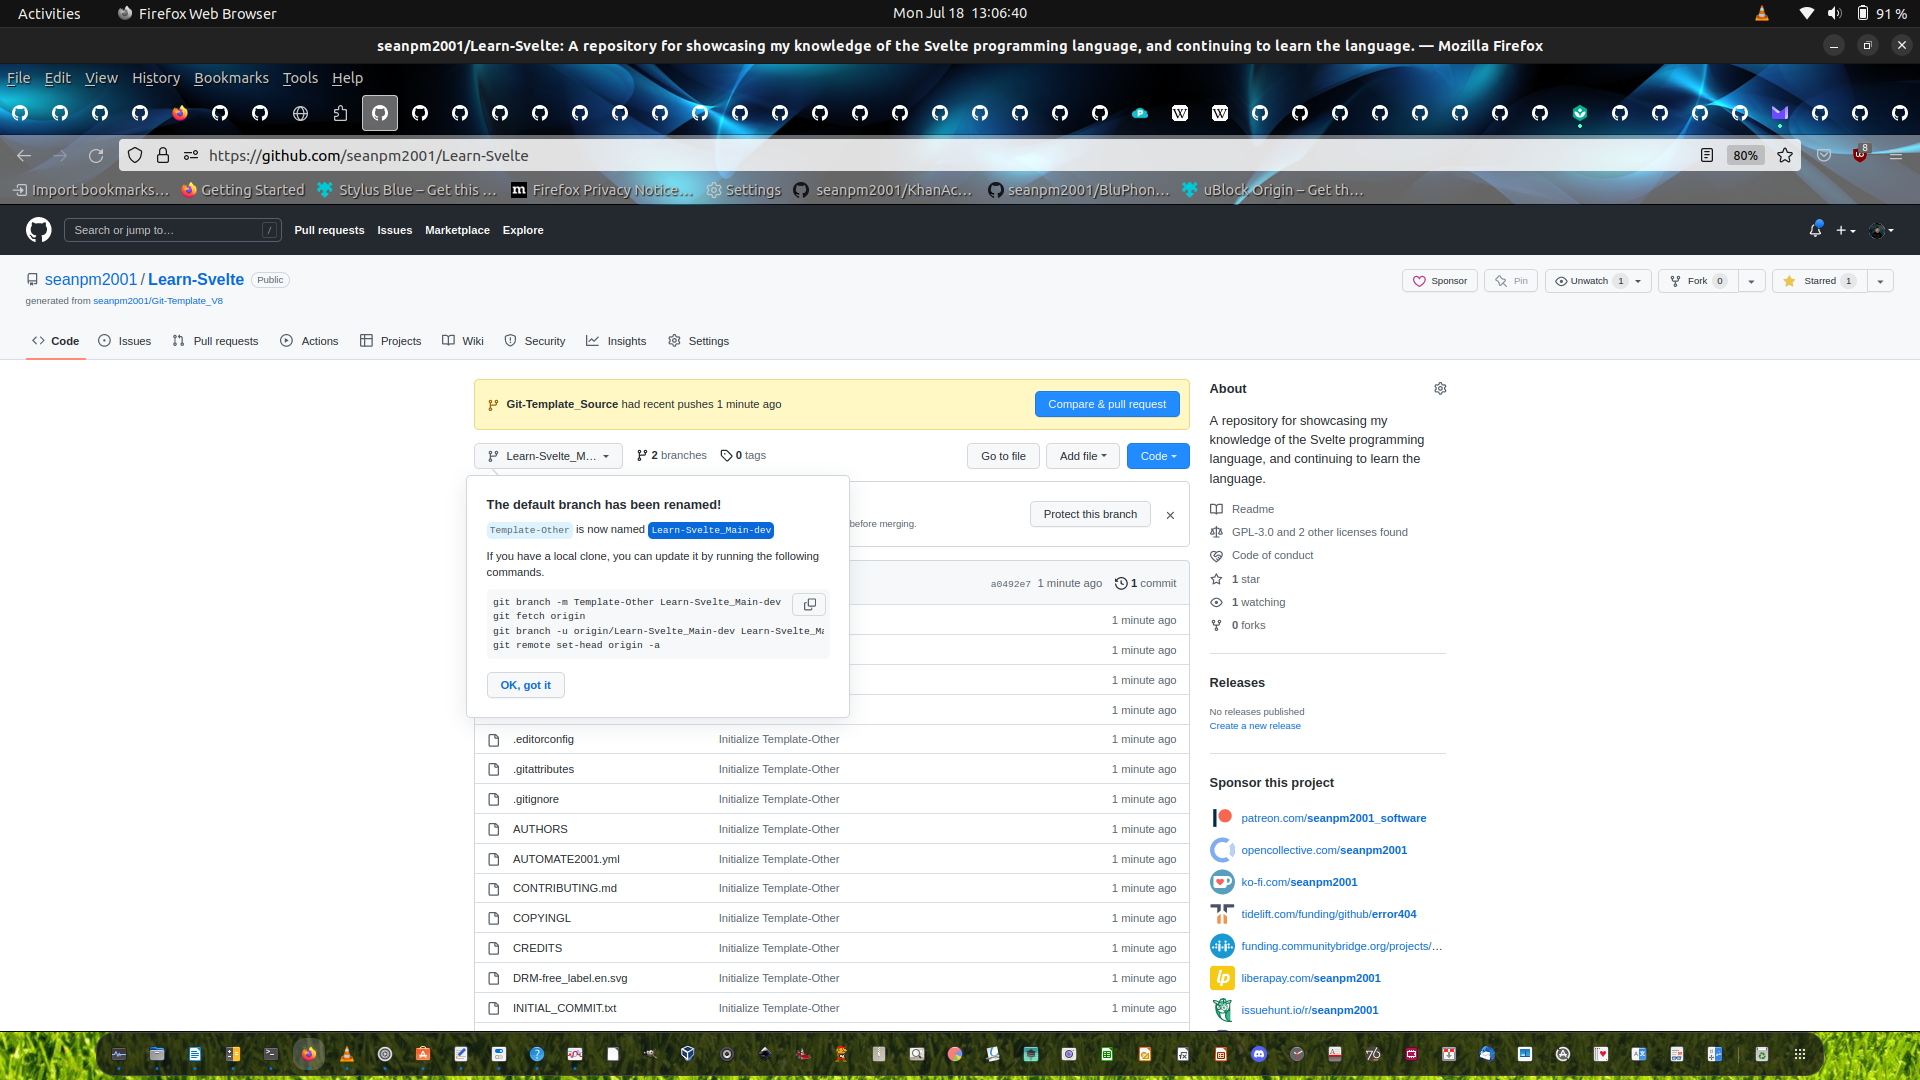 Activities
Firefox Web Browser
Mon Jul 18 13:06:40
91 %
seanpm2001/Learn-Svelte: A repository for showcasing my knowledge of the Svelte programming language, and continuing to learn the language. — Mozilla Firefox
File Edit View History Bookmarks Tools Help
https://github.com/seanpm2001/Learn-Svelte
80%
8
Import bookmarks…
Getting Started
Stylus Blue – Get this …
Firefox Privacy Notice…
Settings
seanpm2001/KhanAc…
seanpm2001/BluPhon…
uBlock Origin – Get th…
Search or jump to…
/
Pull requests
Issues
Marketplace
Explore
seanpm2001 / Learn-Svelte
Public
generated from seanpm2001/Git-Template_V8
Sponsor
Pin
Unwatch 1
Fork 0
Starred 1
Code
Issues
Pull requests
Actions
Projects
Wiki
Security
Insights
Settings
Git-Template_Source had recent pushes 1 minute ago
Compare & pull request
Learn-Svelte_M…
2 branches
0 tags
Go to file
Add file
Code
The default branch has been renamed!
Template-Other is now named Learn-Svelte_Main-dev
If you have a local clone, you can update it by running the following
commands.
git branch -m Template-Other Learn-Svelte_Main-dev
git fetch origin
git branch -u origin/Learn-Svelte_Main-dev Learn-Svelte_Ma
git remote set-head origin -a
OK, got it
before merging.
Protect this branch
a0492e7 1 minute ago
1 commit
1 minute ago
1 minute ago
1 minute ago
1 minute ago
.editorconfig Initialize Template-Other 1 minute ago
.gitattributes Initialize Template-Other 1 minute ago
.gitignore Initialize Template-Other 1 minute ago
AUTHORS Initialize Template-Other 1 minute ago
AUTOMATE2001.yml Initialize Template-Other 1 minute ago
CONTRIBUTING.md Initialize Template-Other 1 minute ago
COPYINGL Initialize Template-Other 1 minute ago
CREDITS Initialize Template-Other 1 minute ago
DRM-free_label.en.svg Initialize Template-Other 1 minute ago
INITIAL_COMMIT.txt Initialize Template-Other 1 minute ago
About
A repository for showcasing my
knowledge of the Svelte programming
language, and continuing to learn the
language.
Readme
GPL-3.0 and 2 other licenses found
Code of conduct
1 star
1 watching
0 forks
Releases
No releases published
Create a new release
Sponsor this project
patreon.com/seanpm2001_software
opencollective.com/seanpm2001
ko-fi.com/seanpm2001
tidelift.com/funding/github/error404
funding.communitybridge.org/projects/…
liberapay.com/seanpm2001
issuehunt.io/r/seanpm2001